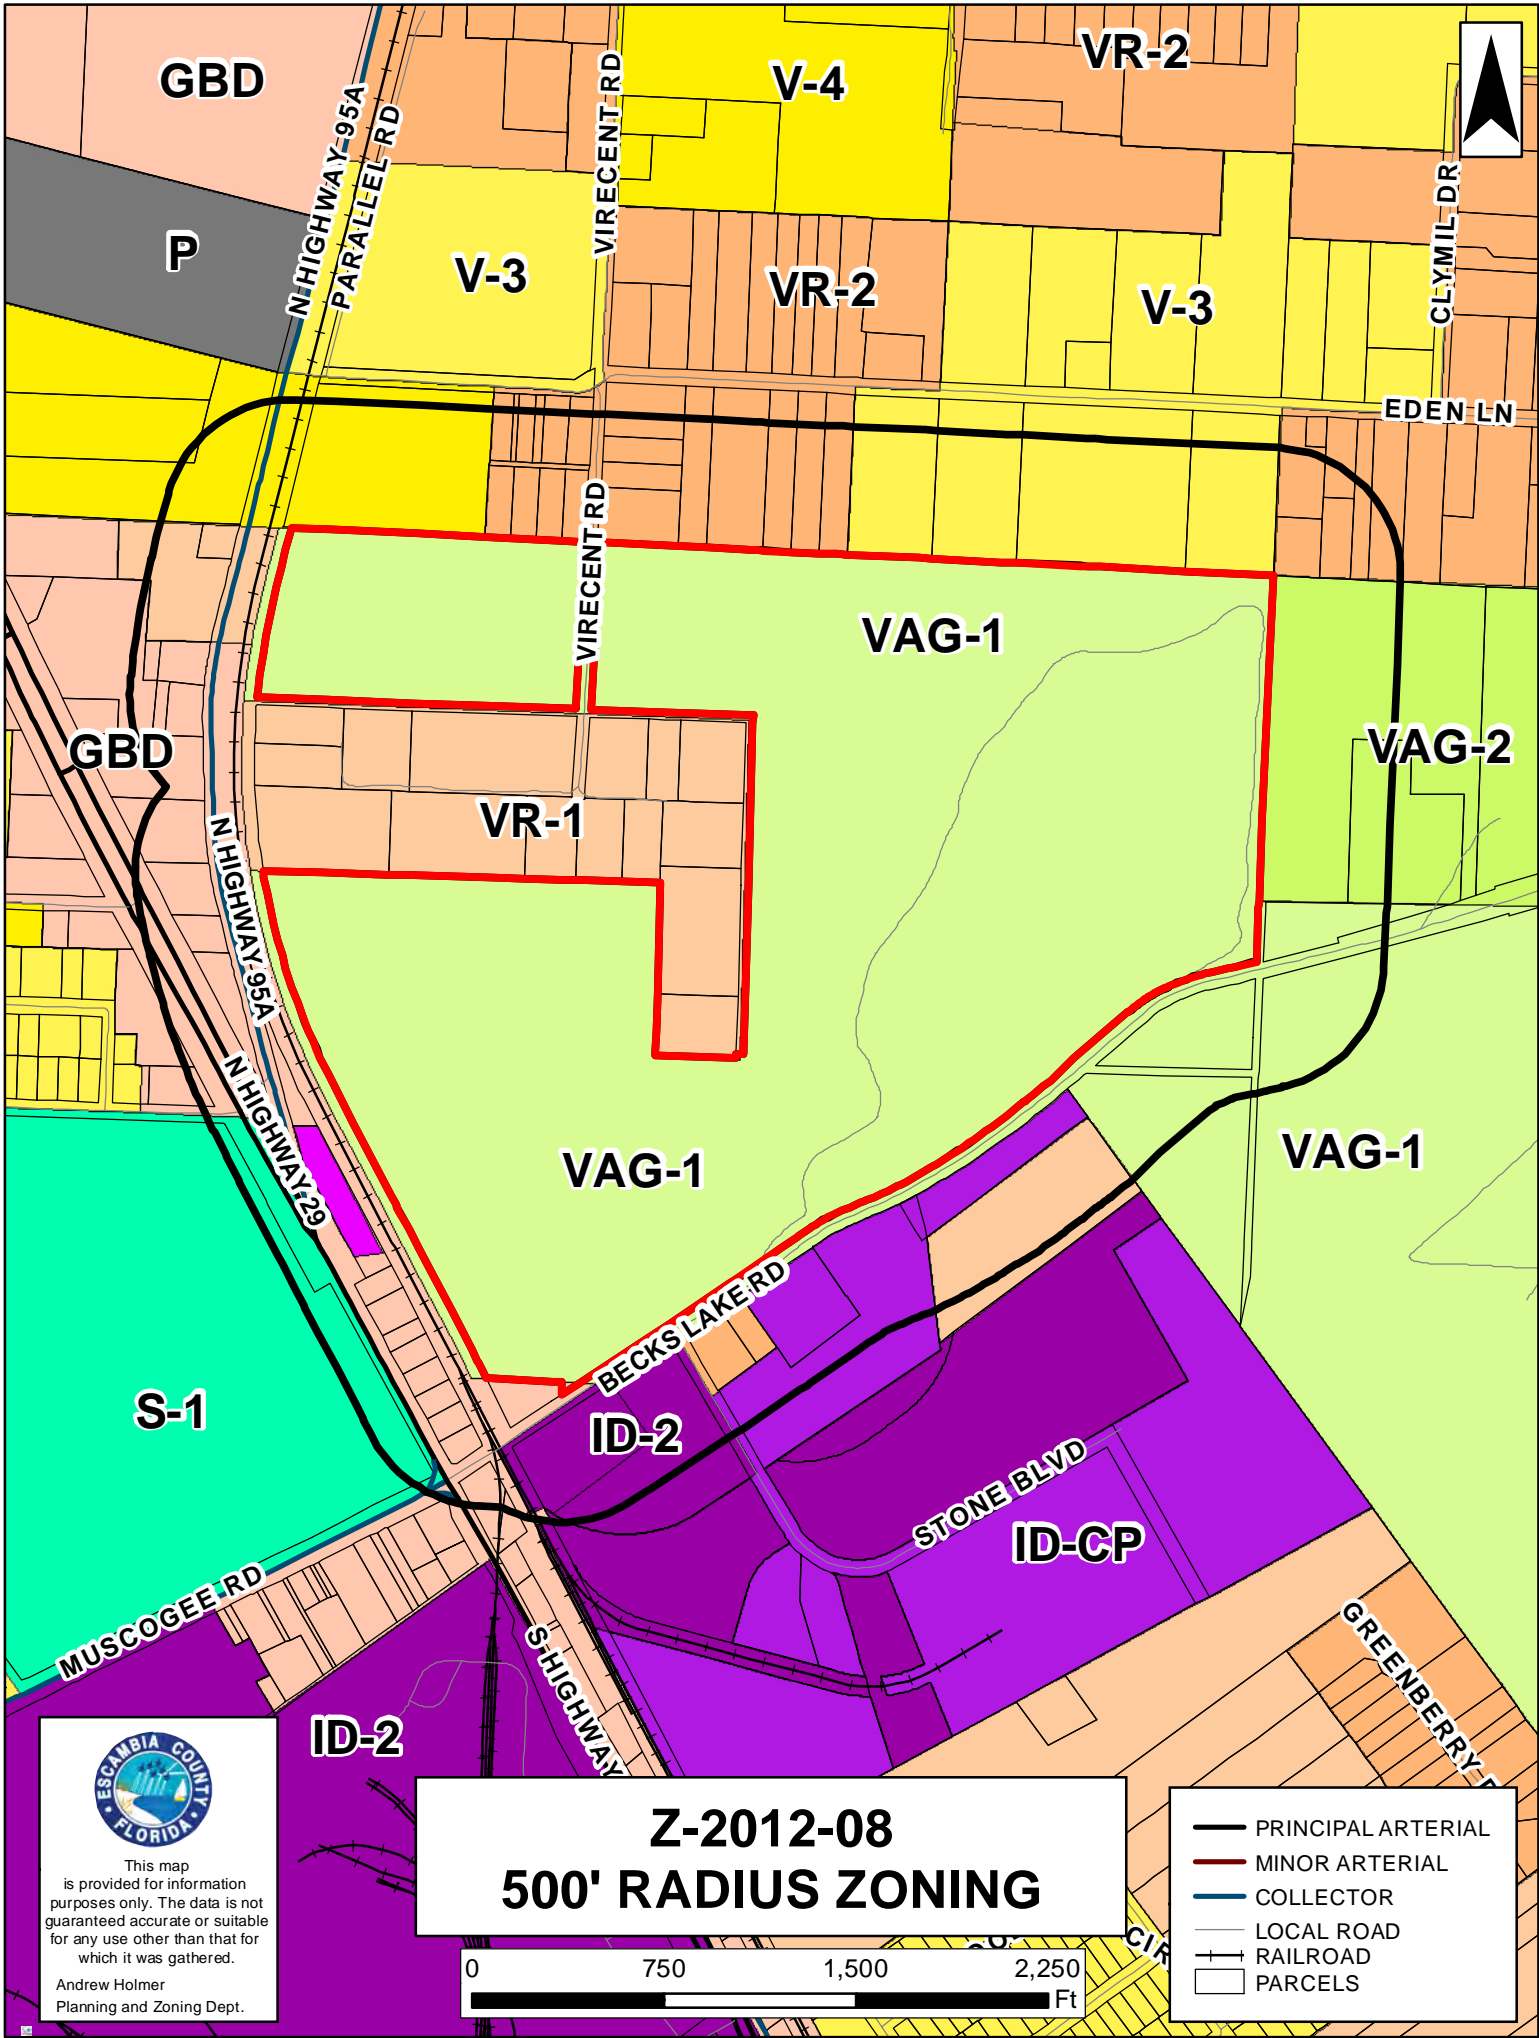 GBD
V-4
VR-2
N HIGHWAY 95A
PARALLEL RD
VIRECENT RD
CLYMIL DR
P
V-3
VR-2
V-3
EDEN LN
VIRECENT RD
VAG-1
GBD
VAG-2
VR-1
N HIGHWAY 95A
N HIGHWAY 29
VAG-1
VAG-1
BECKS LAKE RD
S-1
ID-2
STONE BLVD
ID-CP
MUSCOGEE RD
S HIGHWAY
GREENBERRY
ID-2
ESCAMBIA COUNTY
FLORIDA
This map
is provided for information
purposes only. The data is not
guaranteed accurate or suitable
for any use other than that for
which it was gathered.
Andrew Holmer
Planning and Zoning Dept.
Z-2012-08
500' RADIUS ZONING
0 750 1,500 2,250
Ft
CIR
PRINCIPAL ARTERIAL
MINOR ARTERIAL
COLLECTOR
LOCAL ROAD
RAILROAD
PARCELS